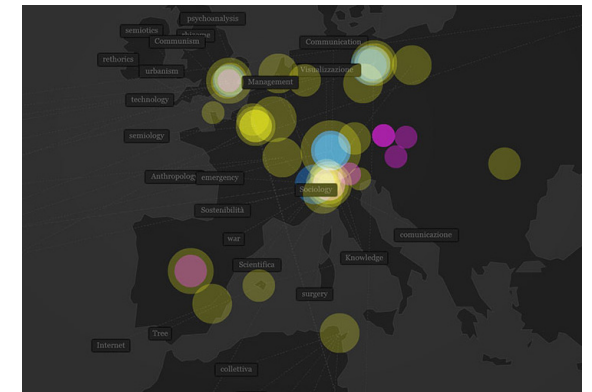 psychoanalysis
semiotics
Communism
Communication
rethorics
urbanism
Visualizzazione
Management
technology
semiology
Anthropolog
emergency
Sociology
Sostenibilità
war
comunicazione
Knowledge
Scientifica
surgery
Tree
Internet
collettiva